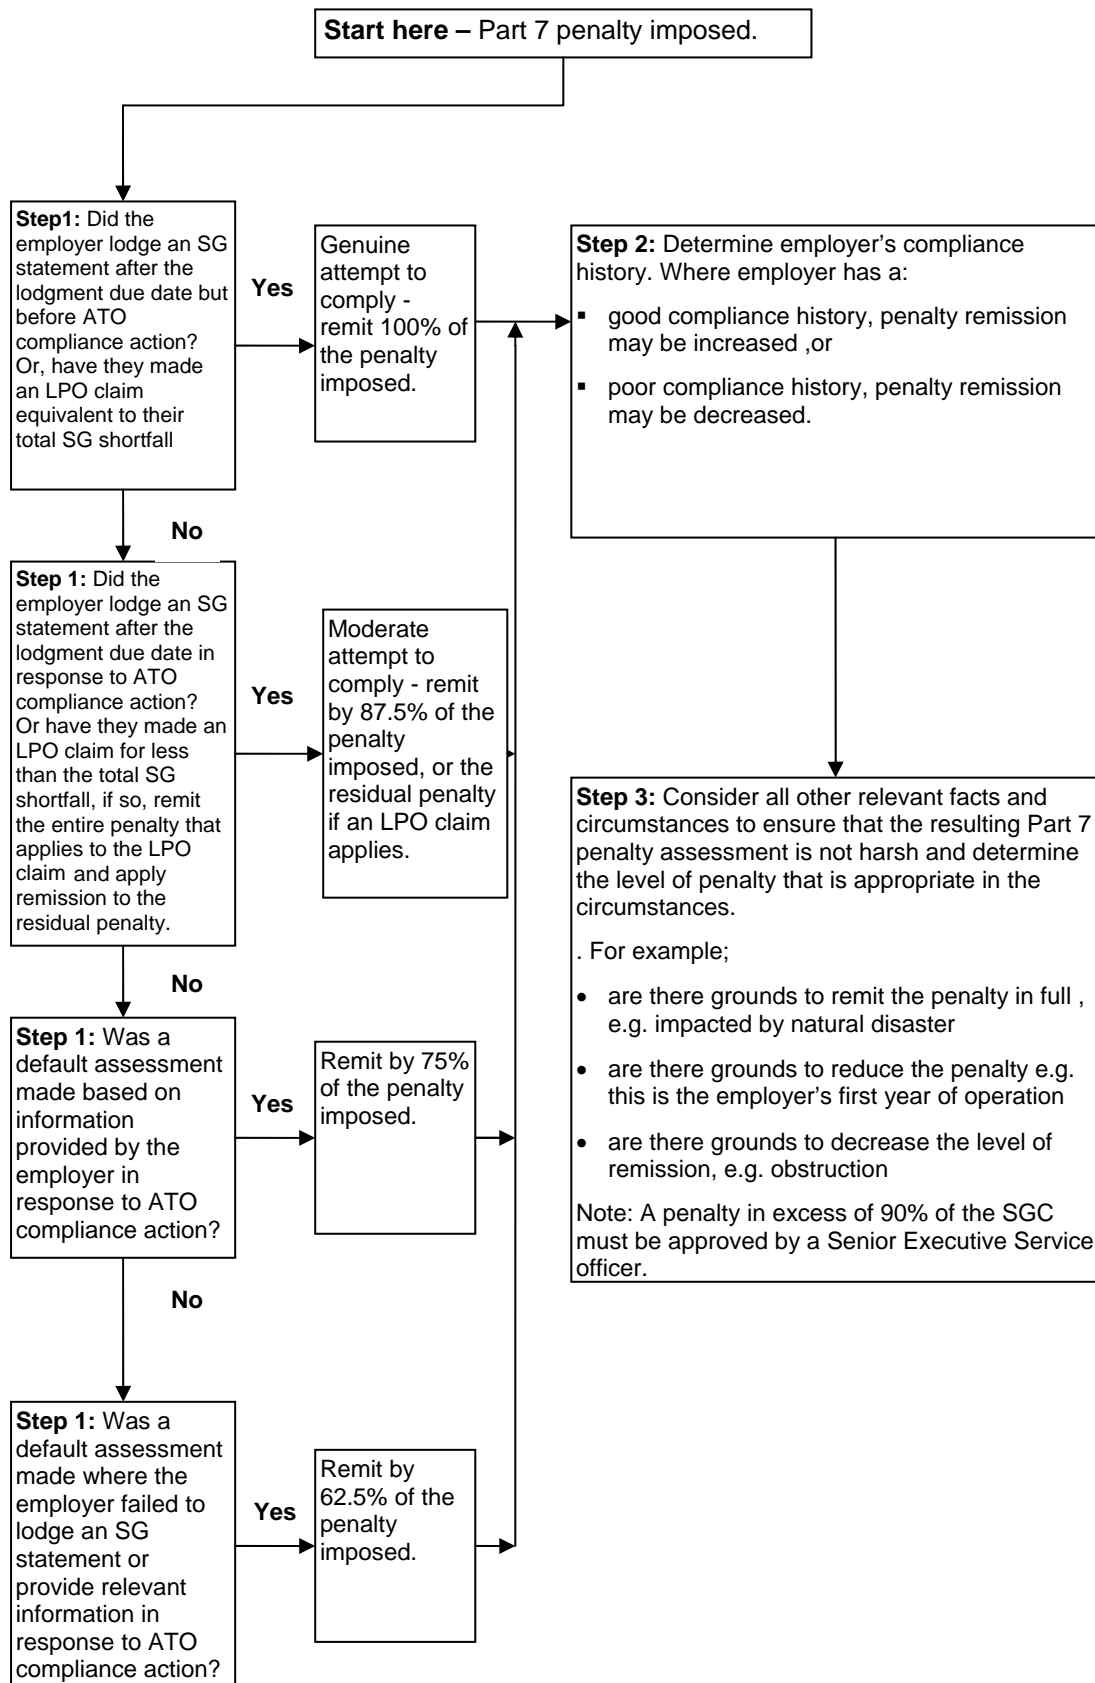 Start here – Part 7 penalty imposed.
Step1: Did the
employer lodge an SG
statement after the
lodgment due date but
before ATO
compliance action?
Or, have they made
an LPO claim
equivalent to their
total SG shortfall
Yes
Genuine
attempt to
comply -
remit 100% of
the penalty
imposed.
Step 2: Determine employer’s compliance
history. Where employer has a:
▪ good compliance history, penalty remission
may be increased ,or
▪ poor compliance history, penalty remission
may be decreased.
No
Step 1: Did the
employer lodge an SG
statement after the
lodgment due date in
response to ATO
compliance action?
Or have they made an
LPO claim for less
than the total SG
shortfall, if so, remit
the entire penalty that
applies to the LPO
claim and apply
remission to the
residual penalty.
Yes
Moderate
attempt to
comply - remit
by 87.5% of the
penalty
imposed, or the
residual penalty
if an LPO claim
applies.
Step 3: Consider all other relevant facts and
circumstances to ensure that the resulting Part 7
penalty assessment is not harsh and determine
the level of penalty that is appropriate in the
circumstances.
. For example;
• are there grounds to remit the penalty in full ,
e.g. impacted by natural disaster
• are there grounds to reduce the penalty e.g.
this is the employer’s first year of operation
• are there grounds to decrease the level of
remission, e.g. obstruction
Note: A penalty in excess of 90% of the SGC
must be approved by a Senior Executive Service
officer.
No
Step 1: Was a
default assessment
made based on
information
provided by the
employer in
response to ATO
compliance action?
Yes
Remit by 75%
of the penalty
imposed.
No
Step 1: Was a
default assessment
made where the
employer failed to
lodge an SG
statement or
provide relevant
information in
response to ATO
compliance action?
Yes
Remit by
62.5% of the
penalty
imposed.